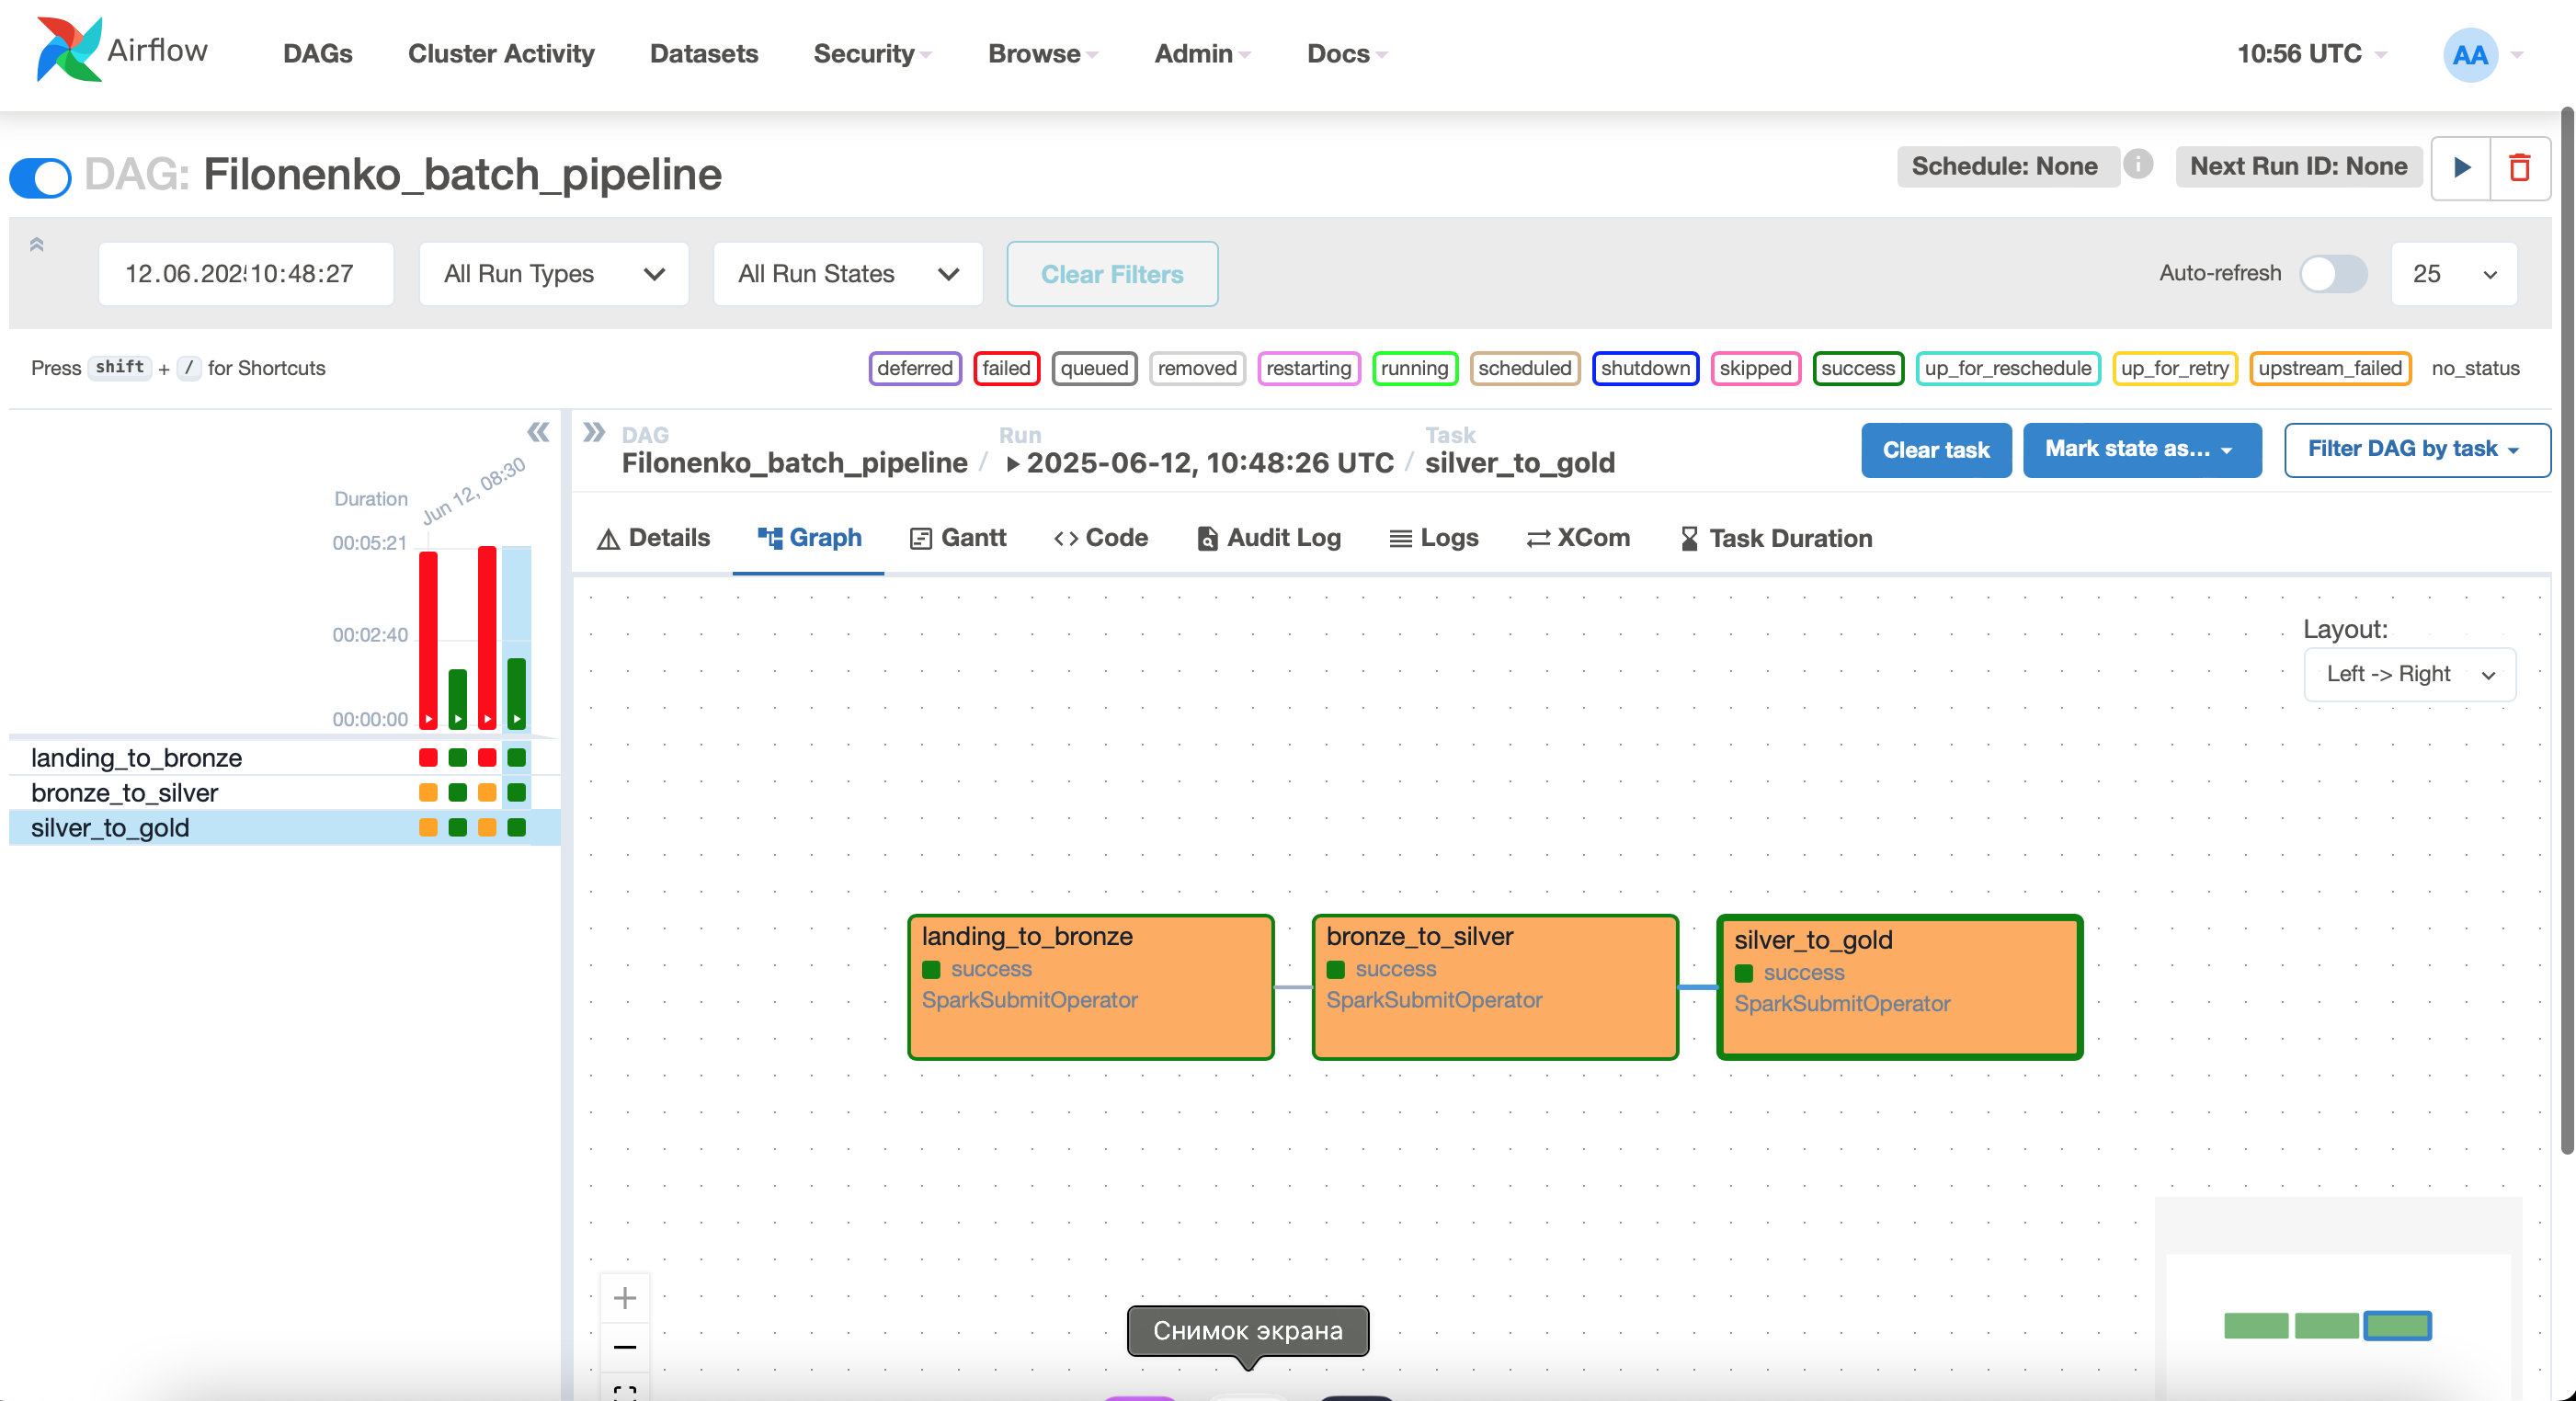 Airflow DAGs Cluster Activity Datasets Security Browse Admin Docs 10:56 UTC AA
DAG: Filonenko_batch_pipeline Schedule: None i Next Run ID: None
12.06.202 10:48:27 All Run Types All Run States Clear Filters Auto-refresh 25
Press shift + / for Shortcuts deferred failed queued removed restarting running scheduled shutdown skipped success up_for_reschedule up_for_retry upstream_failed no_status
DAG Run Task
Filonenko_batch_pipeline / 2025-06-12, 10:48:26 UTC / silver_to_gold Clear task Mark state as... Filter DAG by task
Jun 12, 08:30
Duration
00:05:21
00:02:40
00:00:00
landing_to_bronze
bronze_to_silver
silver_to_gold
Details Graph Gantt Code Audit Log Logs XCom Task Duration
Layout:
Left -> Right
landing_to_bronze
success
SparkSubmitOperator
bronze_to_silver
success
SparkSubmitOperator
silver_to_gold
success
SparkSubmitOperator
Снимок экрана